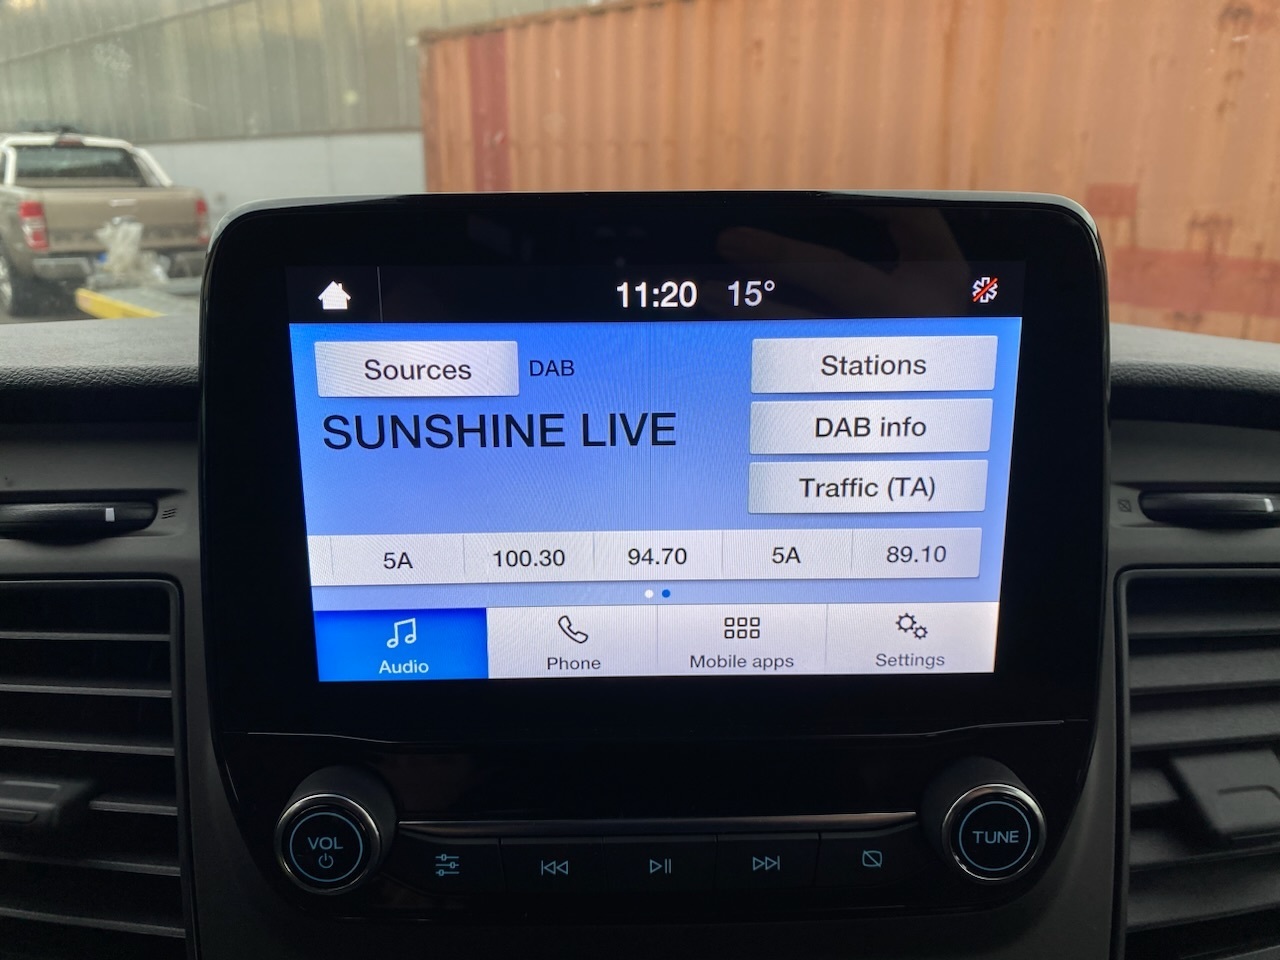 11:20 15°
Sources DAB Stations
SUNSHINE LIVE DAB info
Traffic (TA)
5A 100.30 94.70 5A 89.10
Audio Phone Mobile apps Settings
VOL TUNE